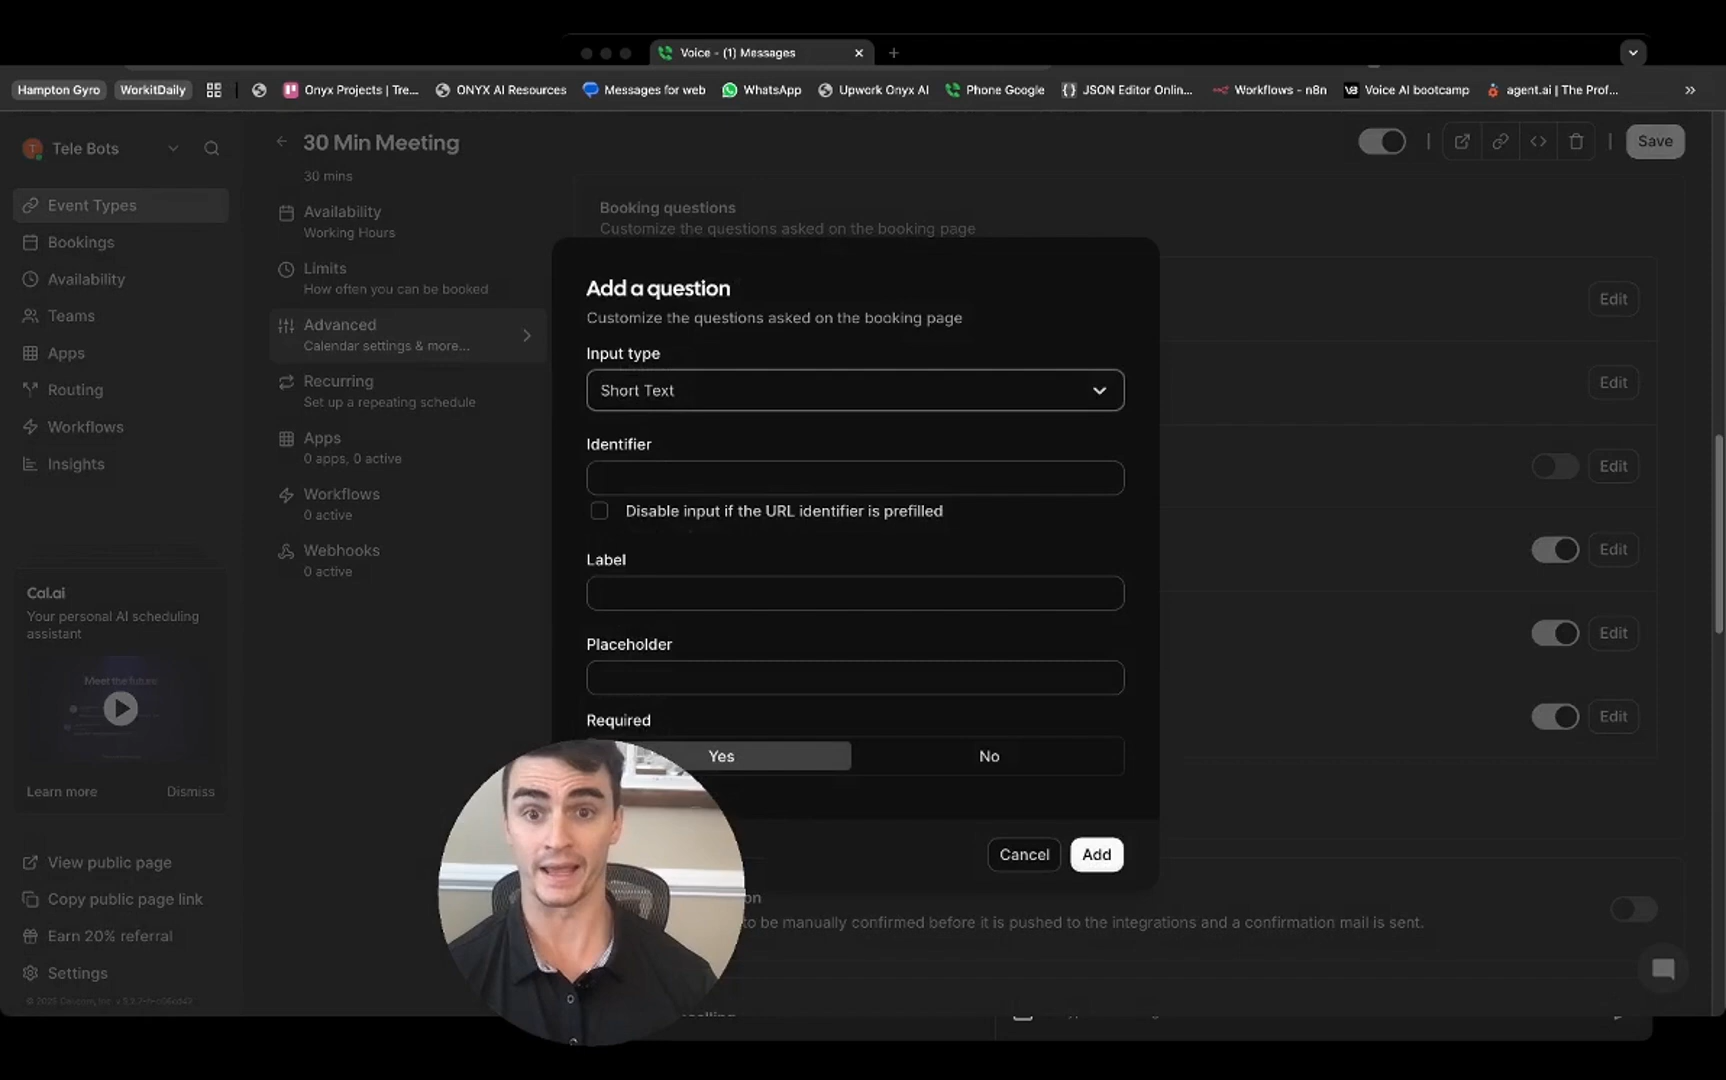 Voice - (1) Messages
Hampton Gyro
WorkitDaily
Onyx Projects | Tre...
ONYX AI Resources
Messages for web
WhatsApp
Upwork Onyx AI
Phone Google
JSON Editor Onlin...
Workflows - n8n
Voice AI bootcamp
agent.ai | The Prof...
Tele Bots
Event Types
Bookings
Availability
Teams
Apps
Routing
Workflows
Insights
Cal.ai
Your personal AI scheduling
assistant
Meet the future
Learn more
Dismiss
View public page
Copy public page link
Earn 20% referral
Settings
30 Min Meeting
Save
30 mins
Availability
Working Hours
Limits
How often you can be booked
Advanced
Calendar settings & more...
Recurring
Set up a repeating schedule
Apps
0 apps, 0 active
Workflows
0 active
Webhooks
0 active
Booking questions
Customize the questions asked on the booking page
Edit
Edit
Edit
Edit
Edit
Edit
Add a question
Customize the questions asked on the booking page
Input type
Short Text
Identifier
Disable input if the URL identifier is prefilled
Label
Placeholder
Required
Yes
No
Cancel
Add
on
to be manually confirmed before it is pushed to the integrations and a confirmation mail is sent.